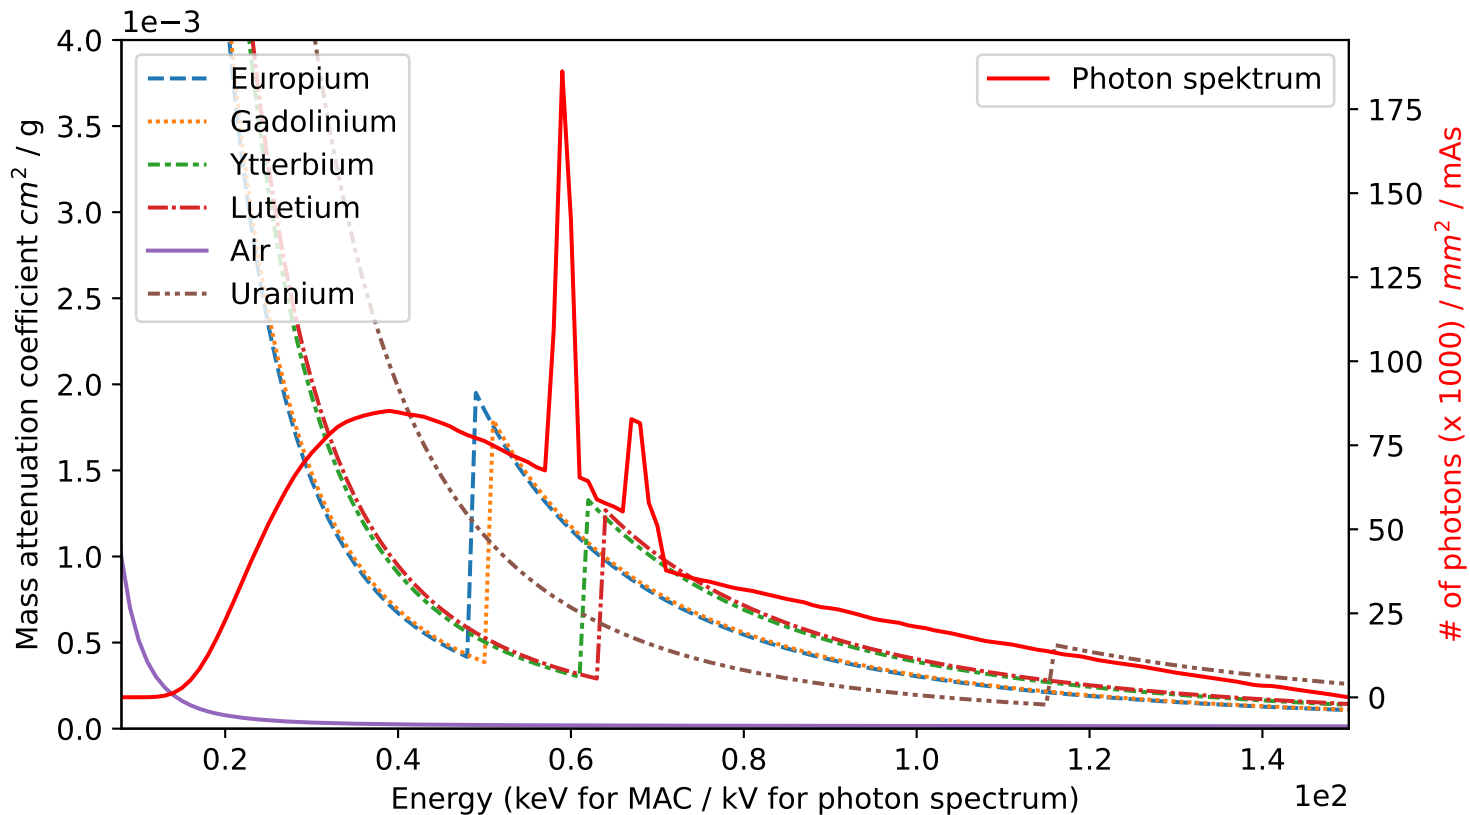 1e−3
4.0
3.5
3.0
2.5
2.0
1.5
1.0
0.5
0.0
Mass attenuation coefficient cm² / g
Europium
Gadolinium
Ytterbium
Lutetium
Air
Uranium
Photon spektrum
175
150
125
100
75
50
25
0
# of photons (x 1000) / mm² / mAs
0.2 0.4 0.6 0.8 1.0 1.2 1.4
Energy (keV for MAC / kV for photon spectrum)
1e2